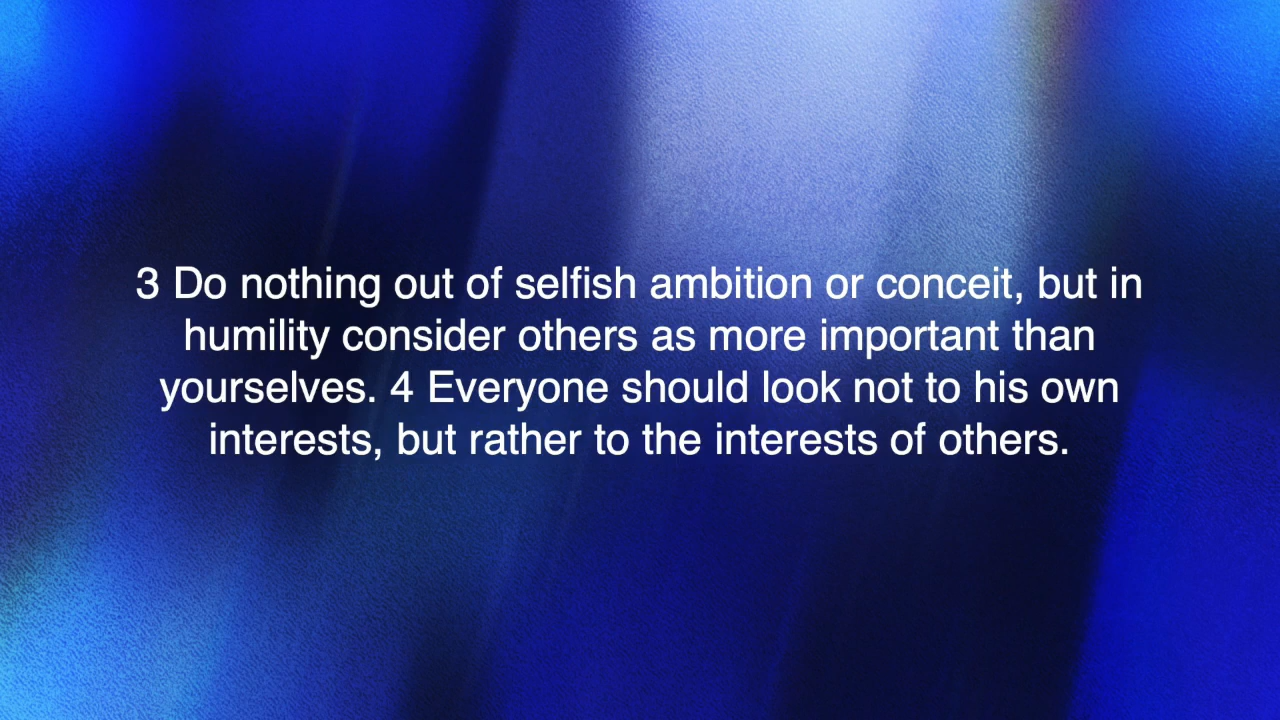 3 Do nothing out of selfish ambition or conceit, but in
humility consider others as more important than
yourselves. 4 Everyone should look not to his own
interests, but rather to the interests of others.